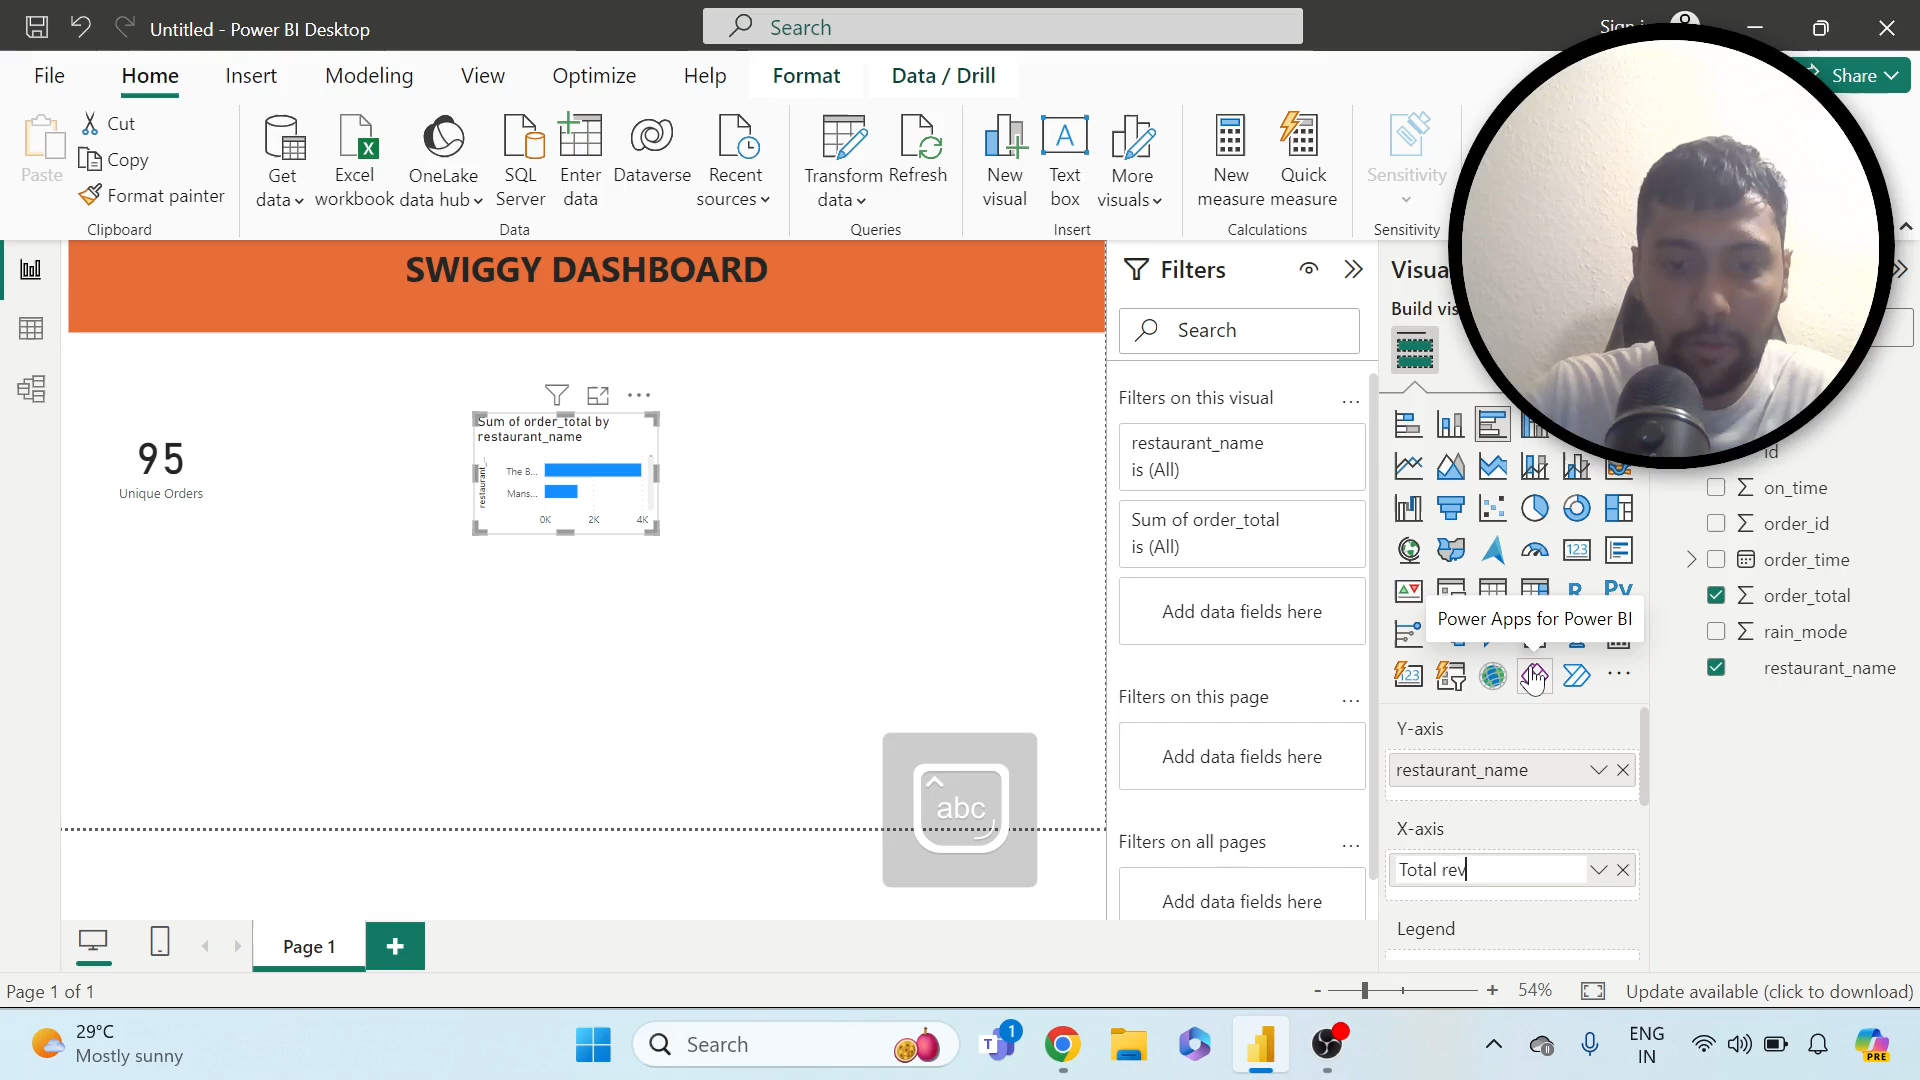 Untitled - Power BI Desktop
Search
File
Home
Insert
Modeling
View
Optimize
Help
Format
Data / Drill
Share
Paste
Cut
Copy
Format painter
Clipboard
Get data
Excel workbook
OneLake data hub
SQL Server
Enter data
Dataverse
Recent sources
Data
Transform data
Refresh
Queries
New visual
Text box
More visuals
Insert
New measure
Quick measure
Calculations
Sensitivity
Sensitivity
SWIGGY DASHBOARD
95
Unique Orders
Sum of order_total by
restaurant_name
The B...
Mans...
0K 2K 4K
Filters
Search
Filters on this visual ...
restaurant_name
is (All)
Sum of order_total
is (All)
Add data fields here
Filters on this page ...
Add data fields here
Filters on all pages ...
Add data fields here
123
R
Py
Power Apps for Power BI
123
Y-axis
restaurant_name
X-axis
Total rev
Legend
id
on_time
order_id
order_time
order_total
rain_mode
restaurant_name
abc
Page 1
Page 1 of 1
54%
Update available (click to download)
29°C
Mostly sunny
Search
1
ENG
IN
PRE